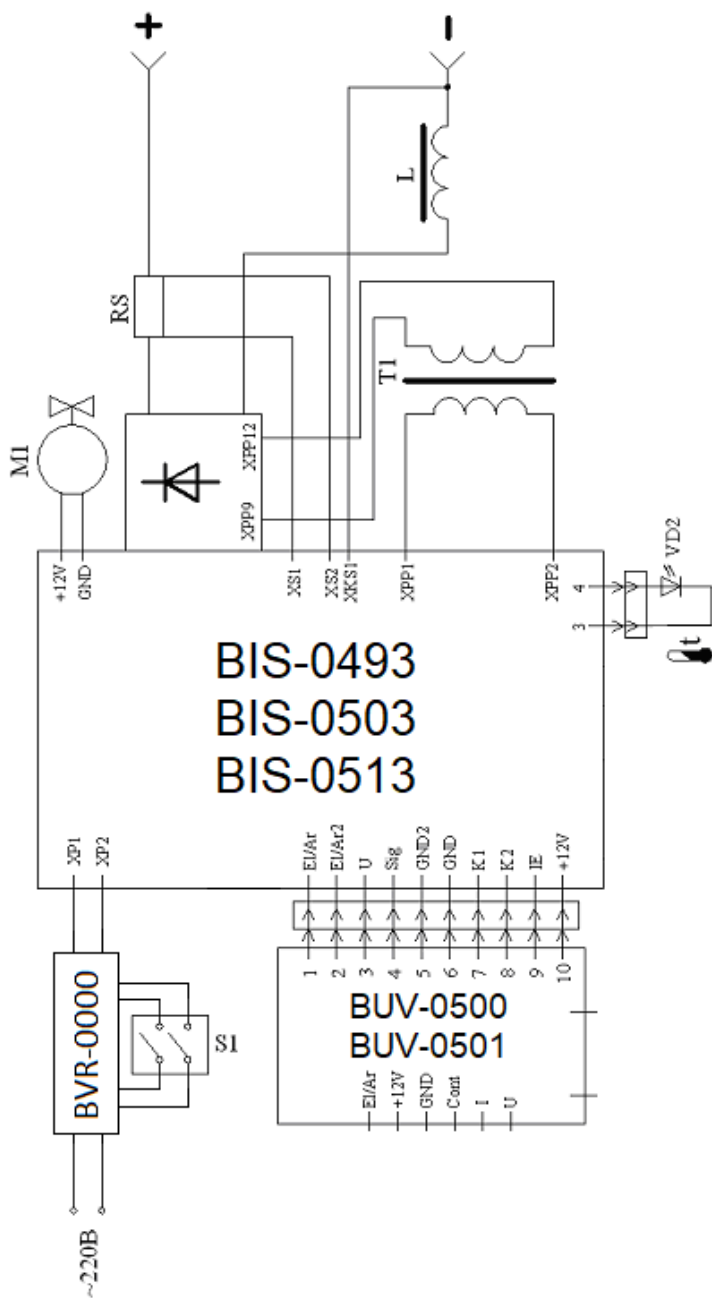 +
-
L
RS
M1
T1
XPP12
XPP9
+12V
GND
XS1
XS2
XKS1
XPP1
XPP2
4
3
VD2
t
BIS-0493
BIS-0503
BIS-0513
XP1
XP2
El/Ar
El/Ar2
U
Sig
GND2
GND
K1
K2
IE
+12V
1
2
3
4
5
6
7
8
9
10
BVR-0000
S1
BUV-0500
BUV-0501
El/Ar
+12V
GND
Cont
I
U
~220В